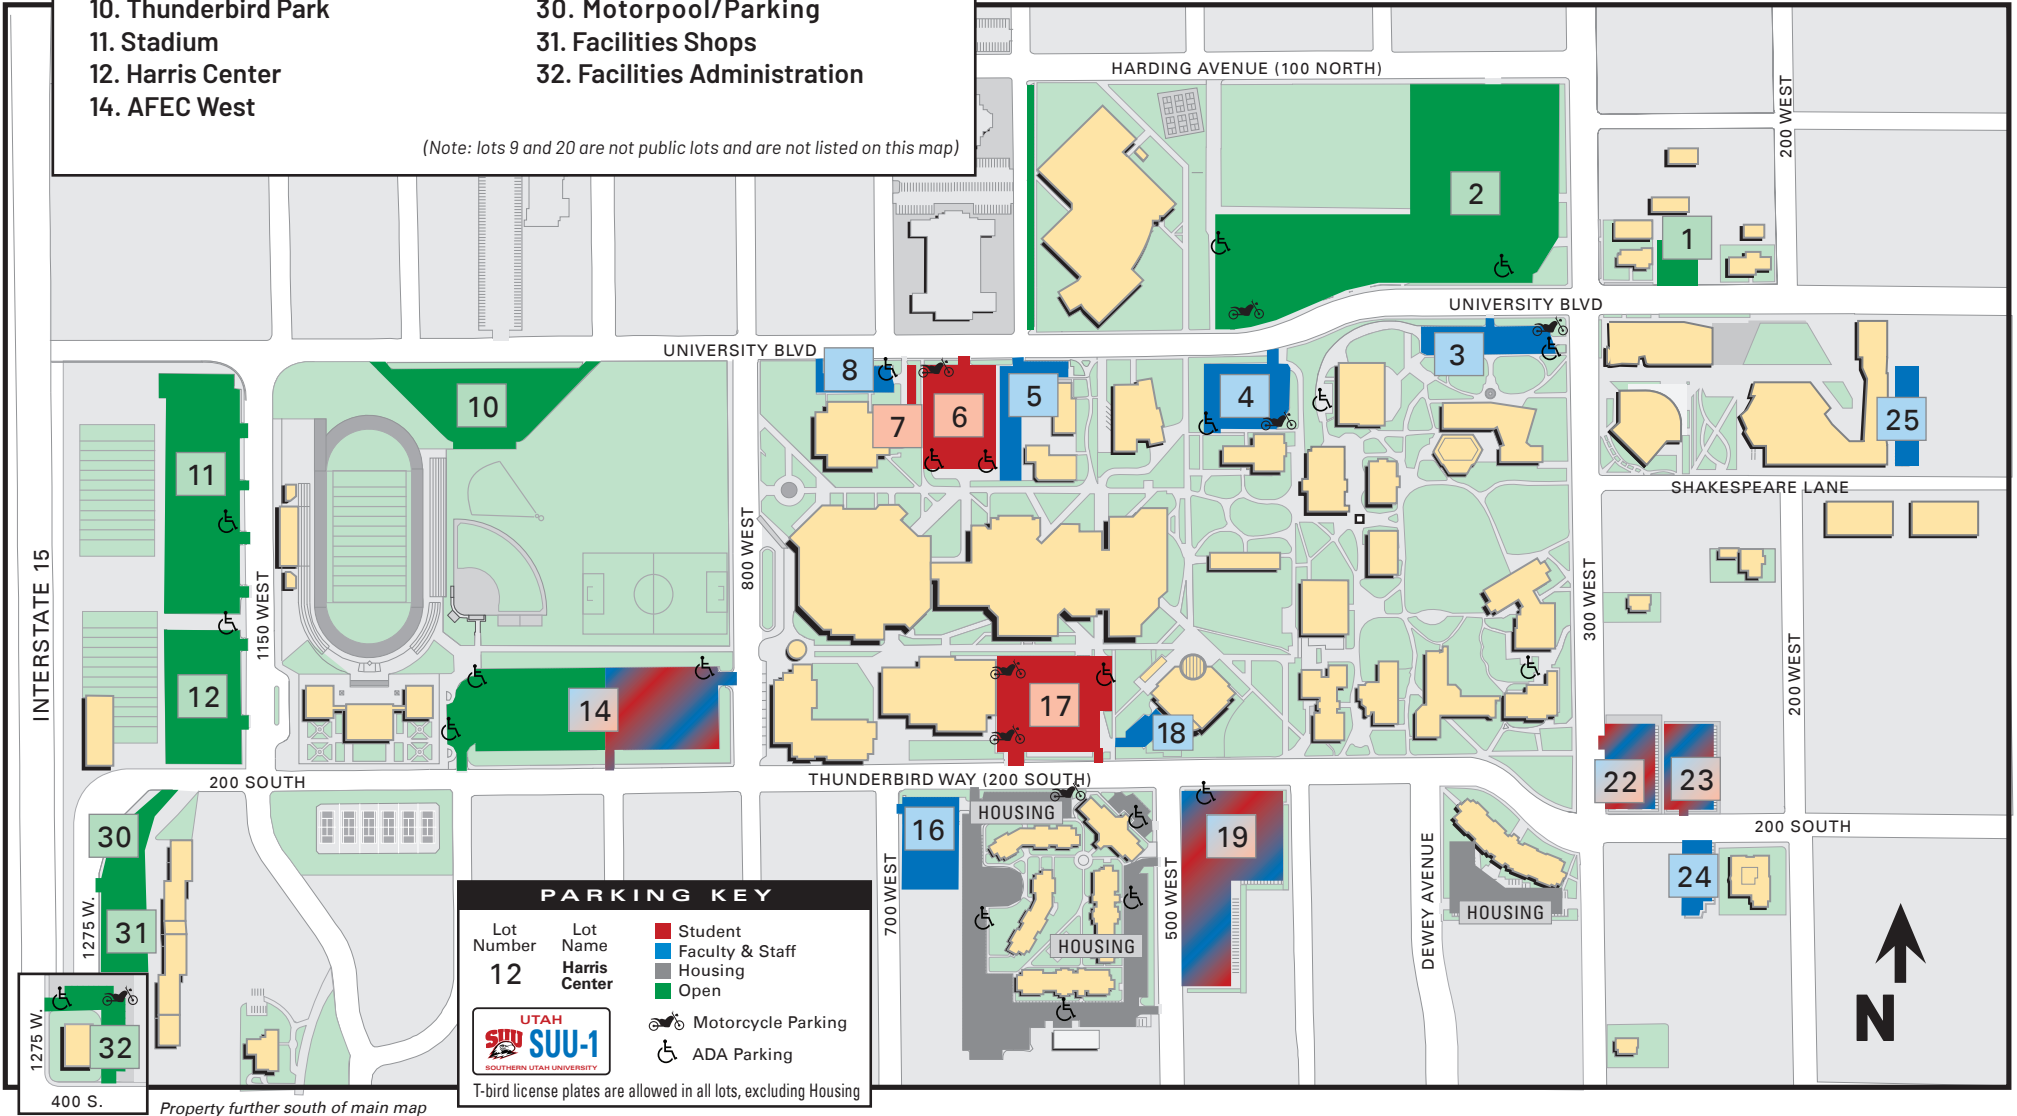 10. Thunderbird Park
11. Stadium
12. Harris Center
14. AFEC West
30. Motorpool/Parking
31. Facilities Shops
32. Facilities Administration
(Note: lots 9 and 20 are not public lots and are not listed on this map)
HARDING AVENUE (100 NORTH)
200 WEST
2
1
UNIVERSITY BLVD
UNIVERSITY BLVD
3
8
5
4
10
7
6
25
11
SHAKESPEARE LANE
INTERSTATE 15
1150 WEST
800 WEST
300 WEST
200 WEST
12
14
17
18
22
23
200 SOUTH
THUNDERBIRD WAY (200 SOUTH)
200 SOUTH
30
16
HOUSING
19
24
31
1275 W.
700 WEST
500 WEST
DEWEY AVENUE
HOUSING
HOUSING
N
1275 W.
32
400 S.
Property further south of main map
PARKING KEY
Lot
Number
12
Lot
Name
Harris
Center
Student
Faculty & Staff
Housing
Open
Motorcycle Parking
ADA Parking
UTAH
SUU SUU-1
SOUTHERN UTAH UNIVERSITY
T-bird license plates are allowed in all lots, excluding Housing